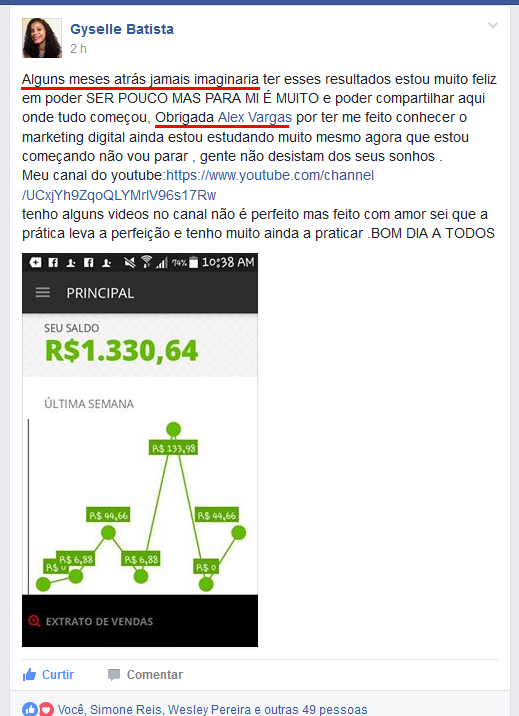 Gyselle Batista
2 h
Alguns meses atrás jamais imaginaria ter esses resultados estou muito feliz
em poder SER POUCO MAS PARA MI É MUITO e poder compartilhar aqui
onde tudo começou, Obrigada Alex Vargas por ter me feito conhecer o
marketing digital ainda estou estudando muito mesmo agora que estou
começando não vou parar , gente não desistam dos seus sonhos .
Meu canal do youtube:https://www.youtube.com/channel
/UCxjYh9ZqoQLYMrIV96s17Rw
tenho alguns videos no canal não é perfeito mas feito com amor sei que a
prática leva a perfeição e tenho muito ainda a praticar .BOM DIA A TODOS
74% 10:38 AM
PRINCIPAL
SEU SALDO
R$1.330,64
ÚLTIMA SEMANA
R$ 133,98
R$ 44,66
R$ 44,66
R$ 0
R$ 6,88
R$ 6,88
R$ 0
EXTRATO DE VENDAS
Curtir
Comentar
Você, Simone Reis, Wesley Pereira e outras 49 pessoas